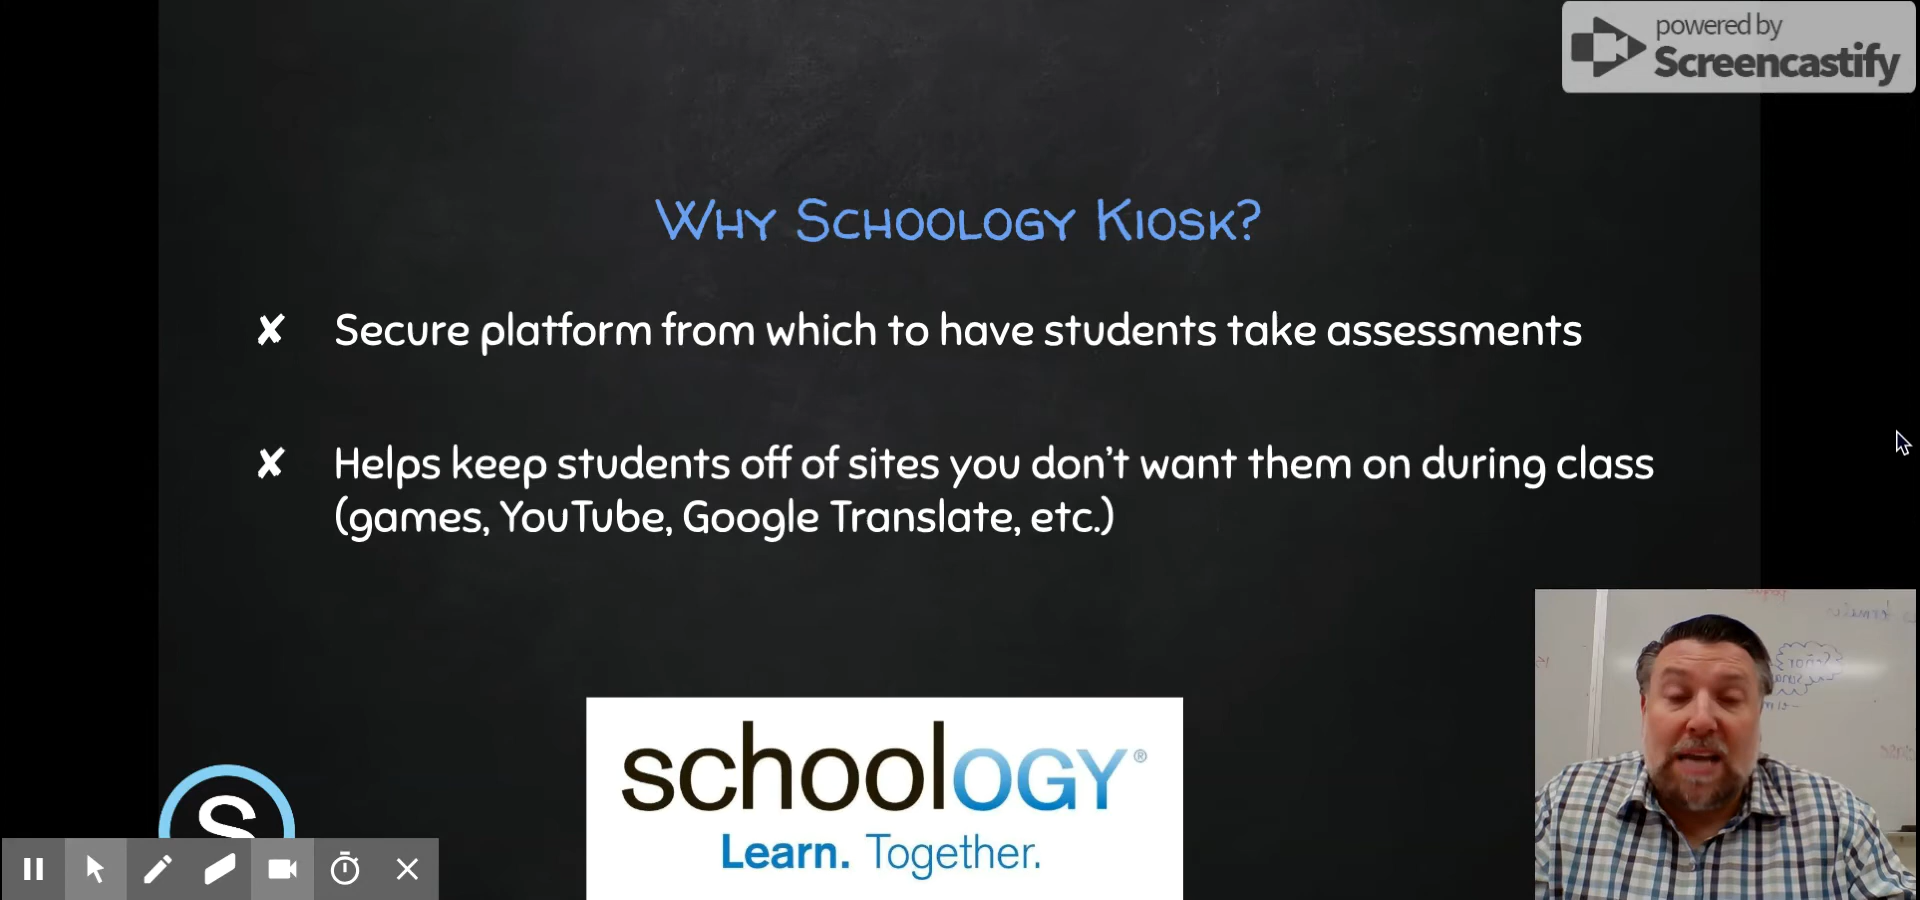 powered by
Screencastify
Why Schoology Kiosk?
✘ Secure platform from which to have students take assessments
✘ Helps keep students off of sites you don't want them on during class
(games, YouTube, Google Translate, etc.)
schoology®
Learn. Together.
S